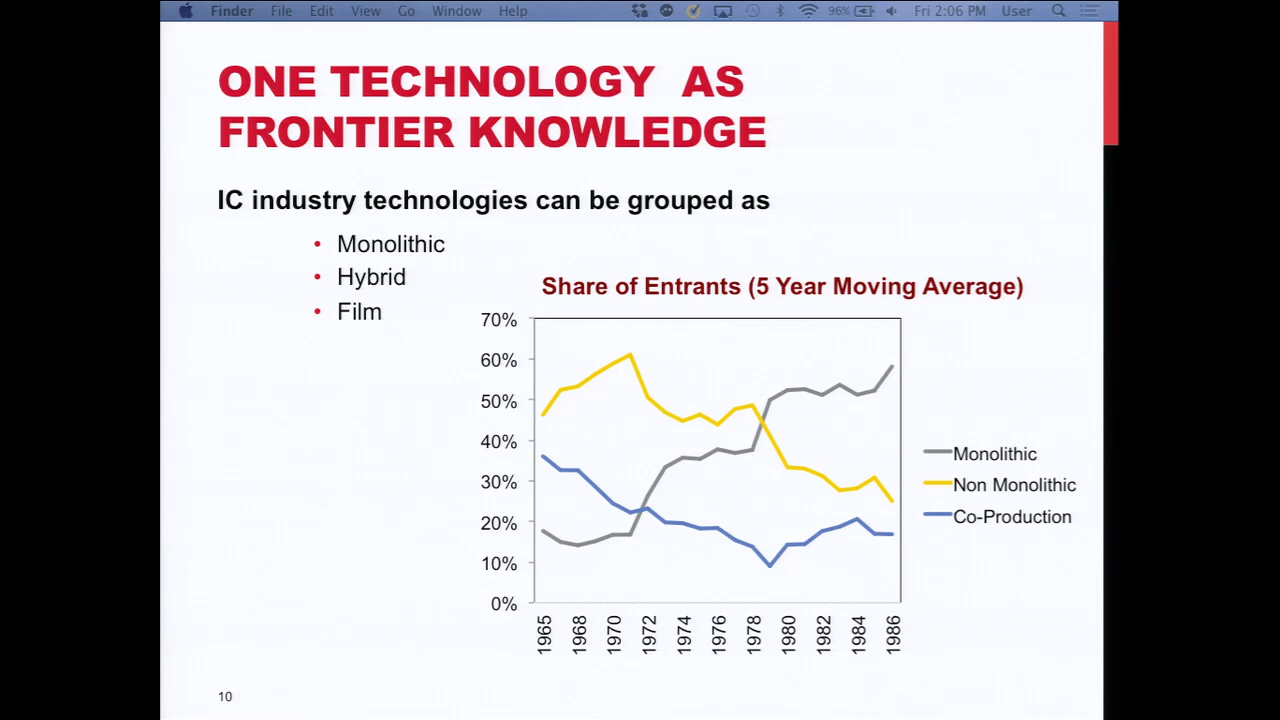 Finder File Edit View Go Window Help 96% Fri 2:06 PM User
ONE TECHNOLOGY AS
FRONTIER KNOWLEDGE
IC industry technologies can be grouped as
• Monolithic
• Hybrid
• Film
Share of Entrants (5 Year Moving Average)
70%
60%
50%
40%
30%
20%
10%
0%
1965 1968 1970 1972 1974 1976 1978 1980 1982 1984 1986
Monolithic
Non Monolithic
Co-Production
10